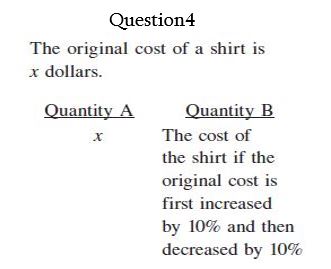 Question4
The original cost of a shirt is
x dollars.
Quantity A
x
Quantity B
The cost of
the shirt if the
original cost is
first increased
by 10% and then
decreased by 10%